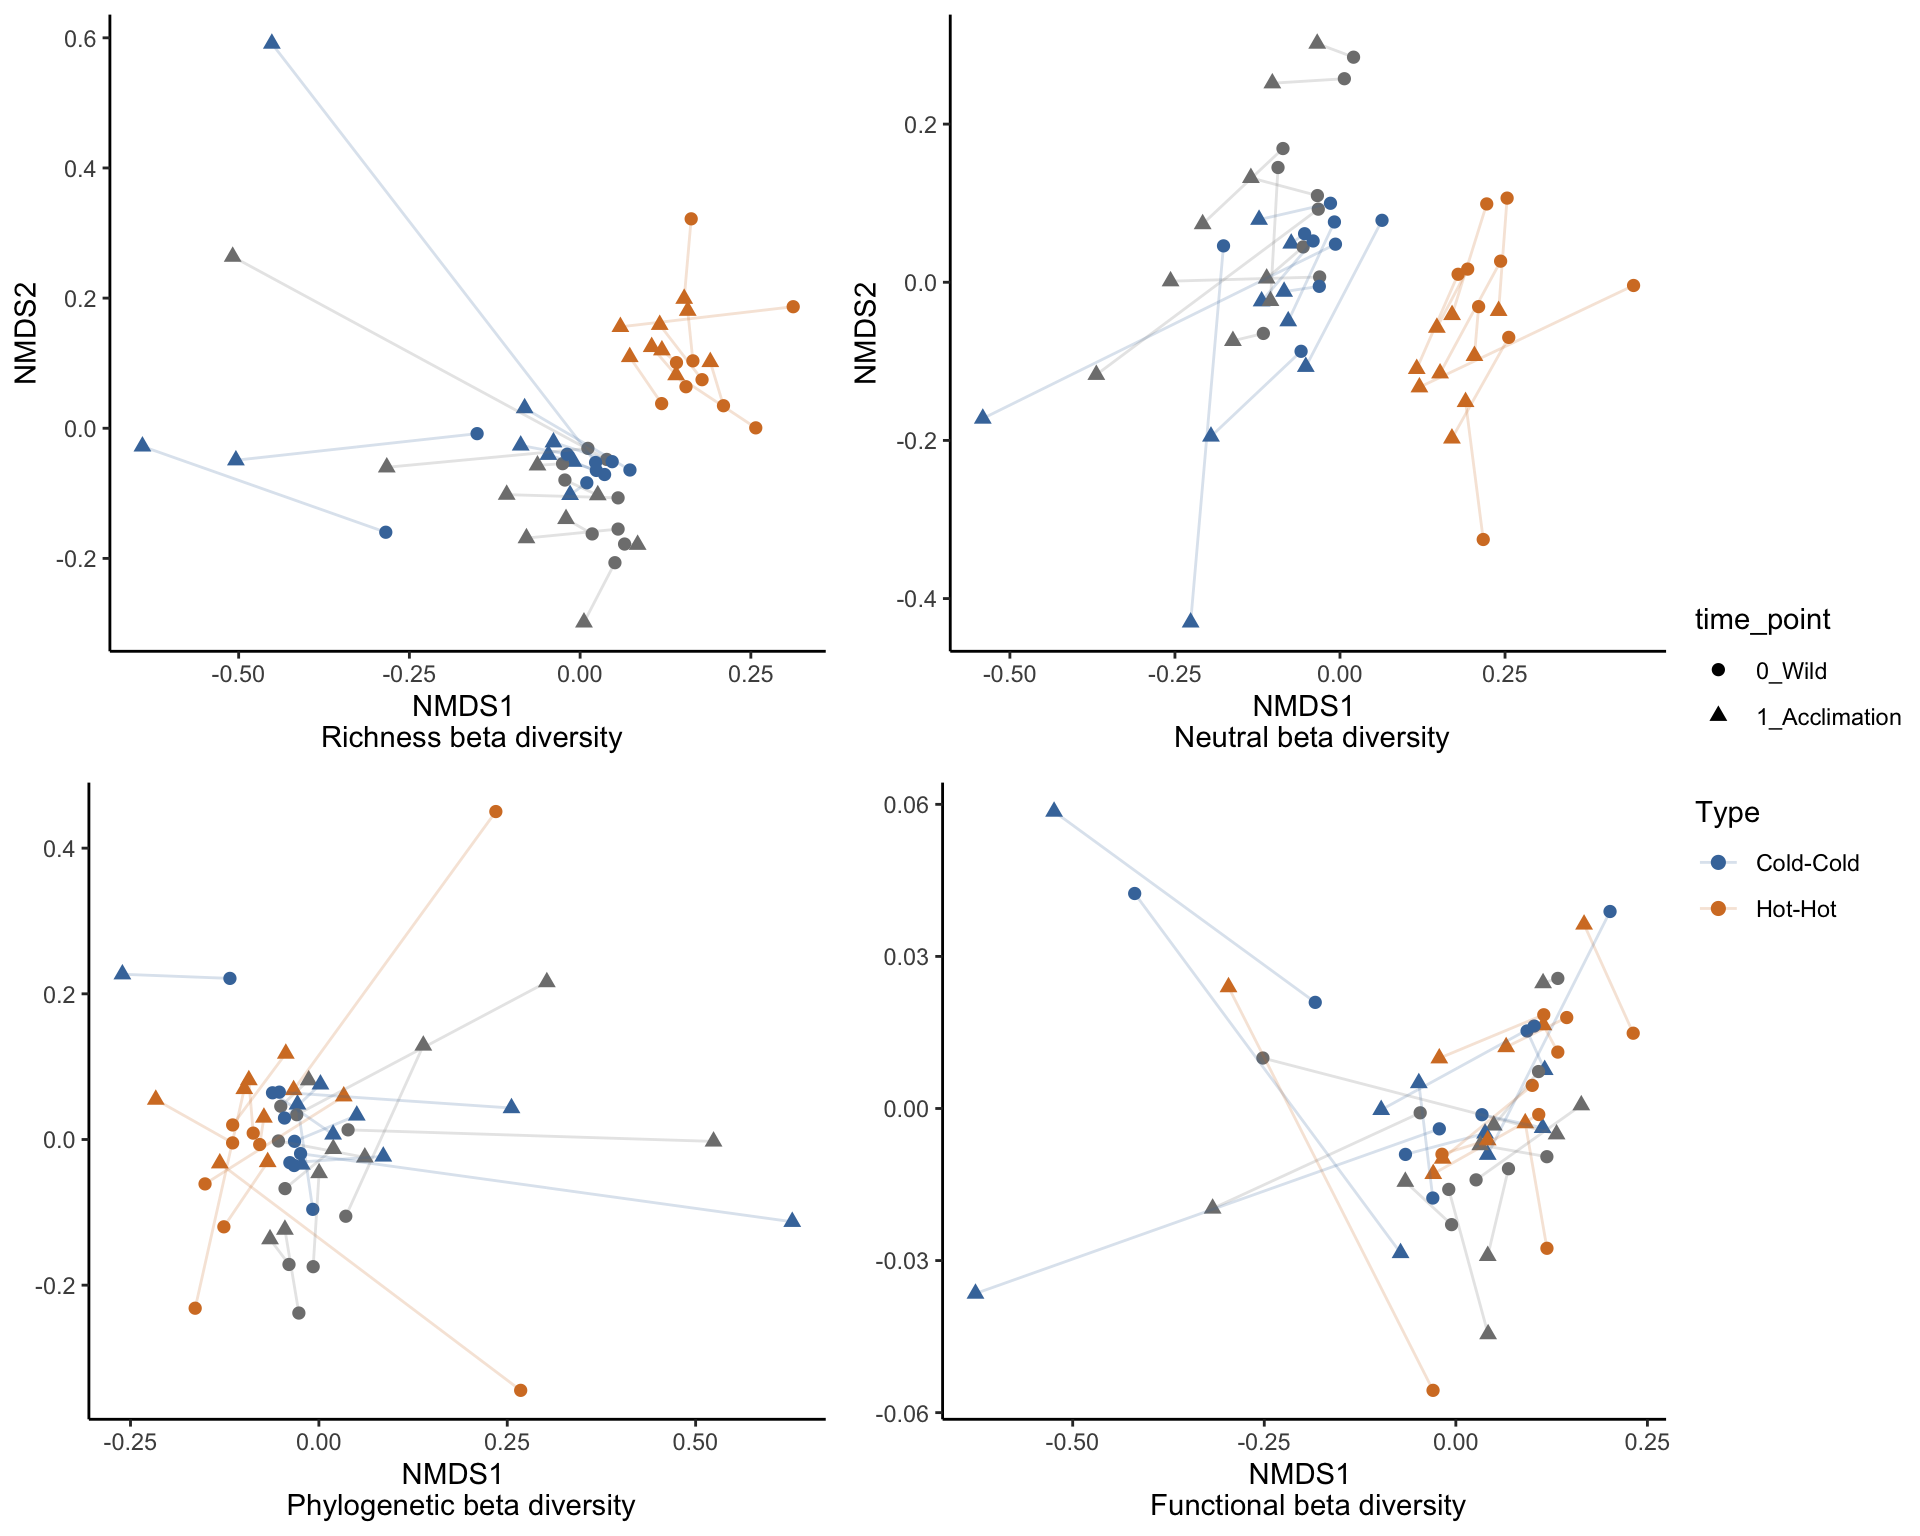 0.6
0.4
0.2
0.0
-0.2
NMDS2
-0.50
-0.25
0.00
0.25
NMDS1
Richness beta diversity
0.2
0.0
-0.2
-0.4
NMDS2
-0.50
-0.25
0.00
0.25
NMDS1
Neutral beta diversity
time_point
0_Wild
1_Acclimation
Type
Cold-Cold
Hot-Hot
0.4
0.2
0.0
-0.2
-0.25
0.00
0.25
0.50
NMDS1
Phylogenetic beta diversity
0.06
0.03
0.00
-0.03
-0.06
-0.50
-0.25
0.00
0.25
NMDS1
Functional beta diversity